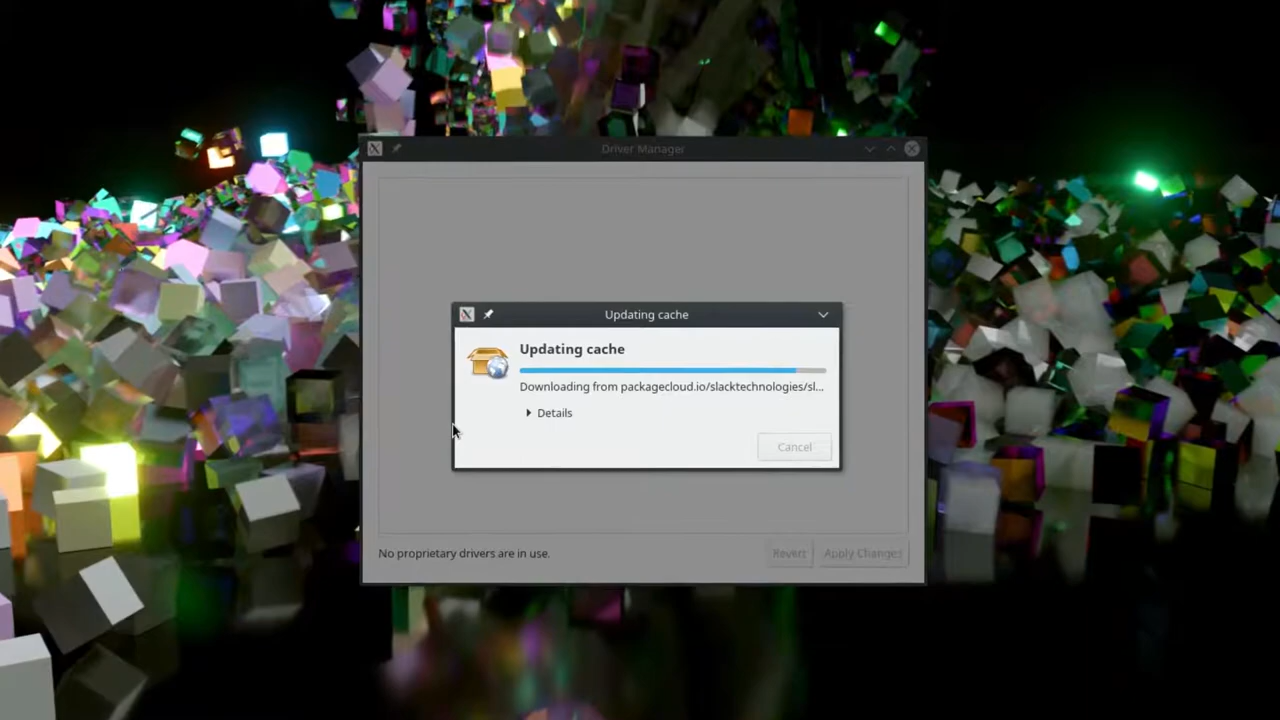 Driver Manager
Updating cache
Updating cache
Downloading from packagecloud.io/slacktechnologies/sl...
Details
Cancel
No proprietary drivers are in use.
Revert
Apply Changes